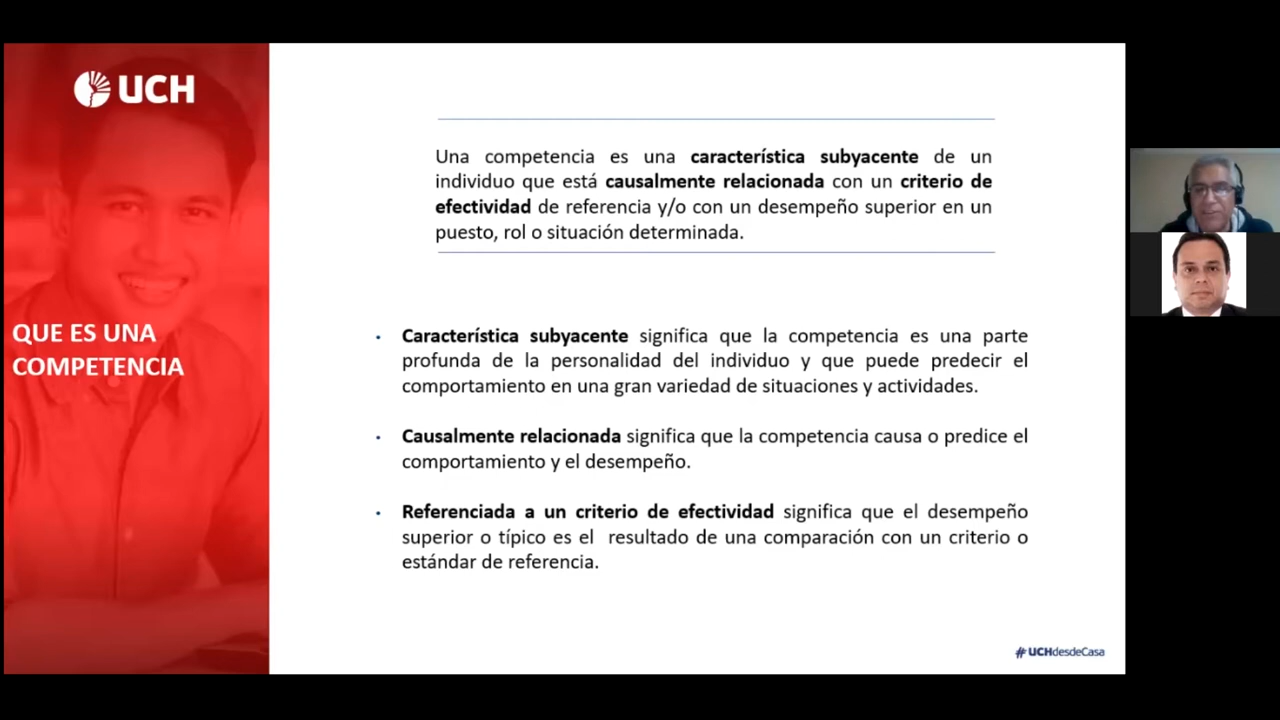 UCH
QUE ES UNA
COMPETENCIA
Una competencia es una característica subyacente de un
individuo que está causalmente relacionada con un criterio de
efectividad de referencia y/o con un desempeño superior en un
puesto, rol o situación determinada.
• Característica subyacente significa que la competencia es una parte
profunda de la personalidad del individuo y que puede predecir el
comportamiento en una gran variedad de situaciones y actividades.
• Causalmente relacionada significa que la competencia causa o predice el
comportamiento y el desempeño.
• Referenciada a un criterio de efectividad significa que el desempeño
superior o típico es el resultado de una comparación con un criterio o
estándar de referencia.
#UCHdesdeCasa